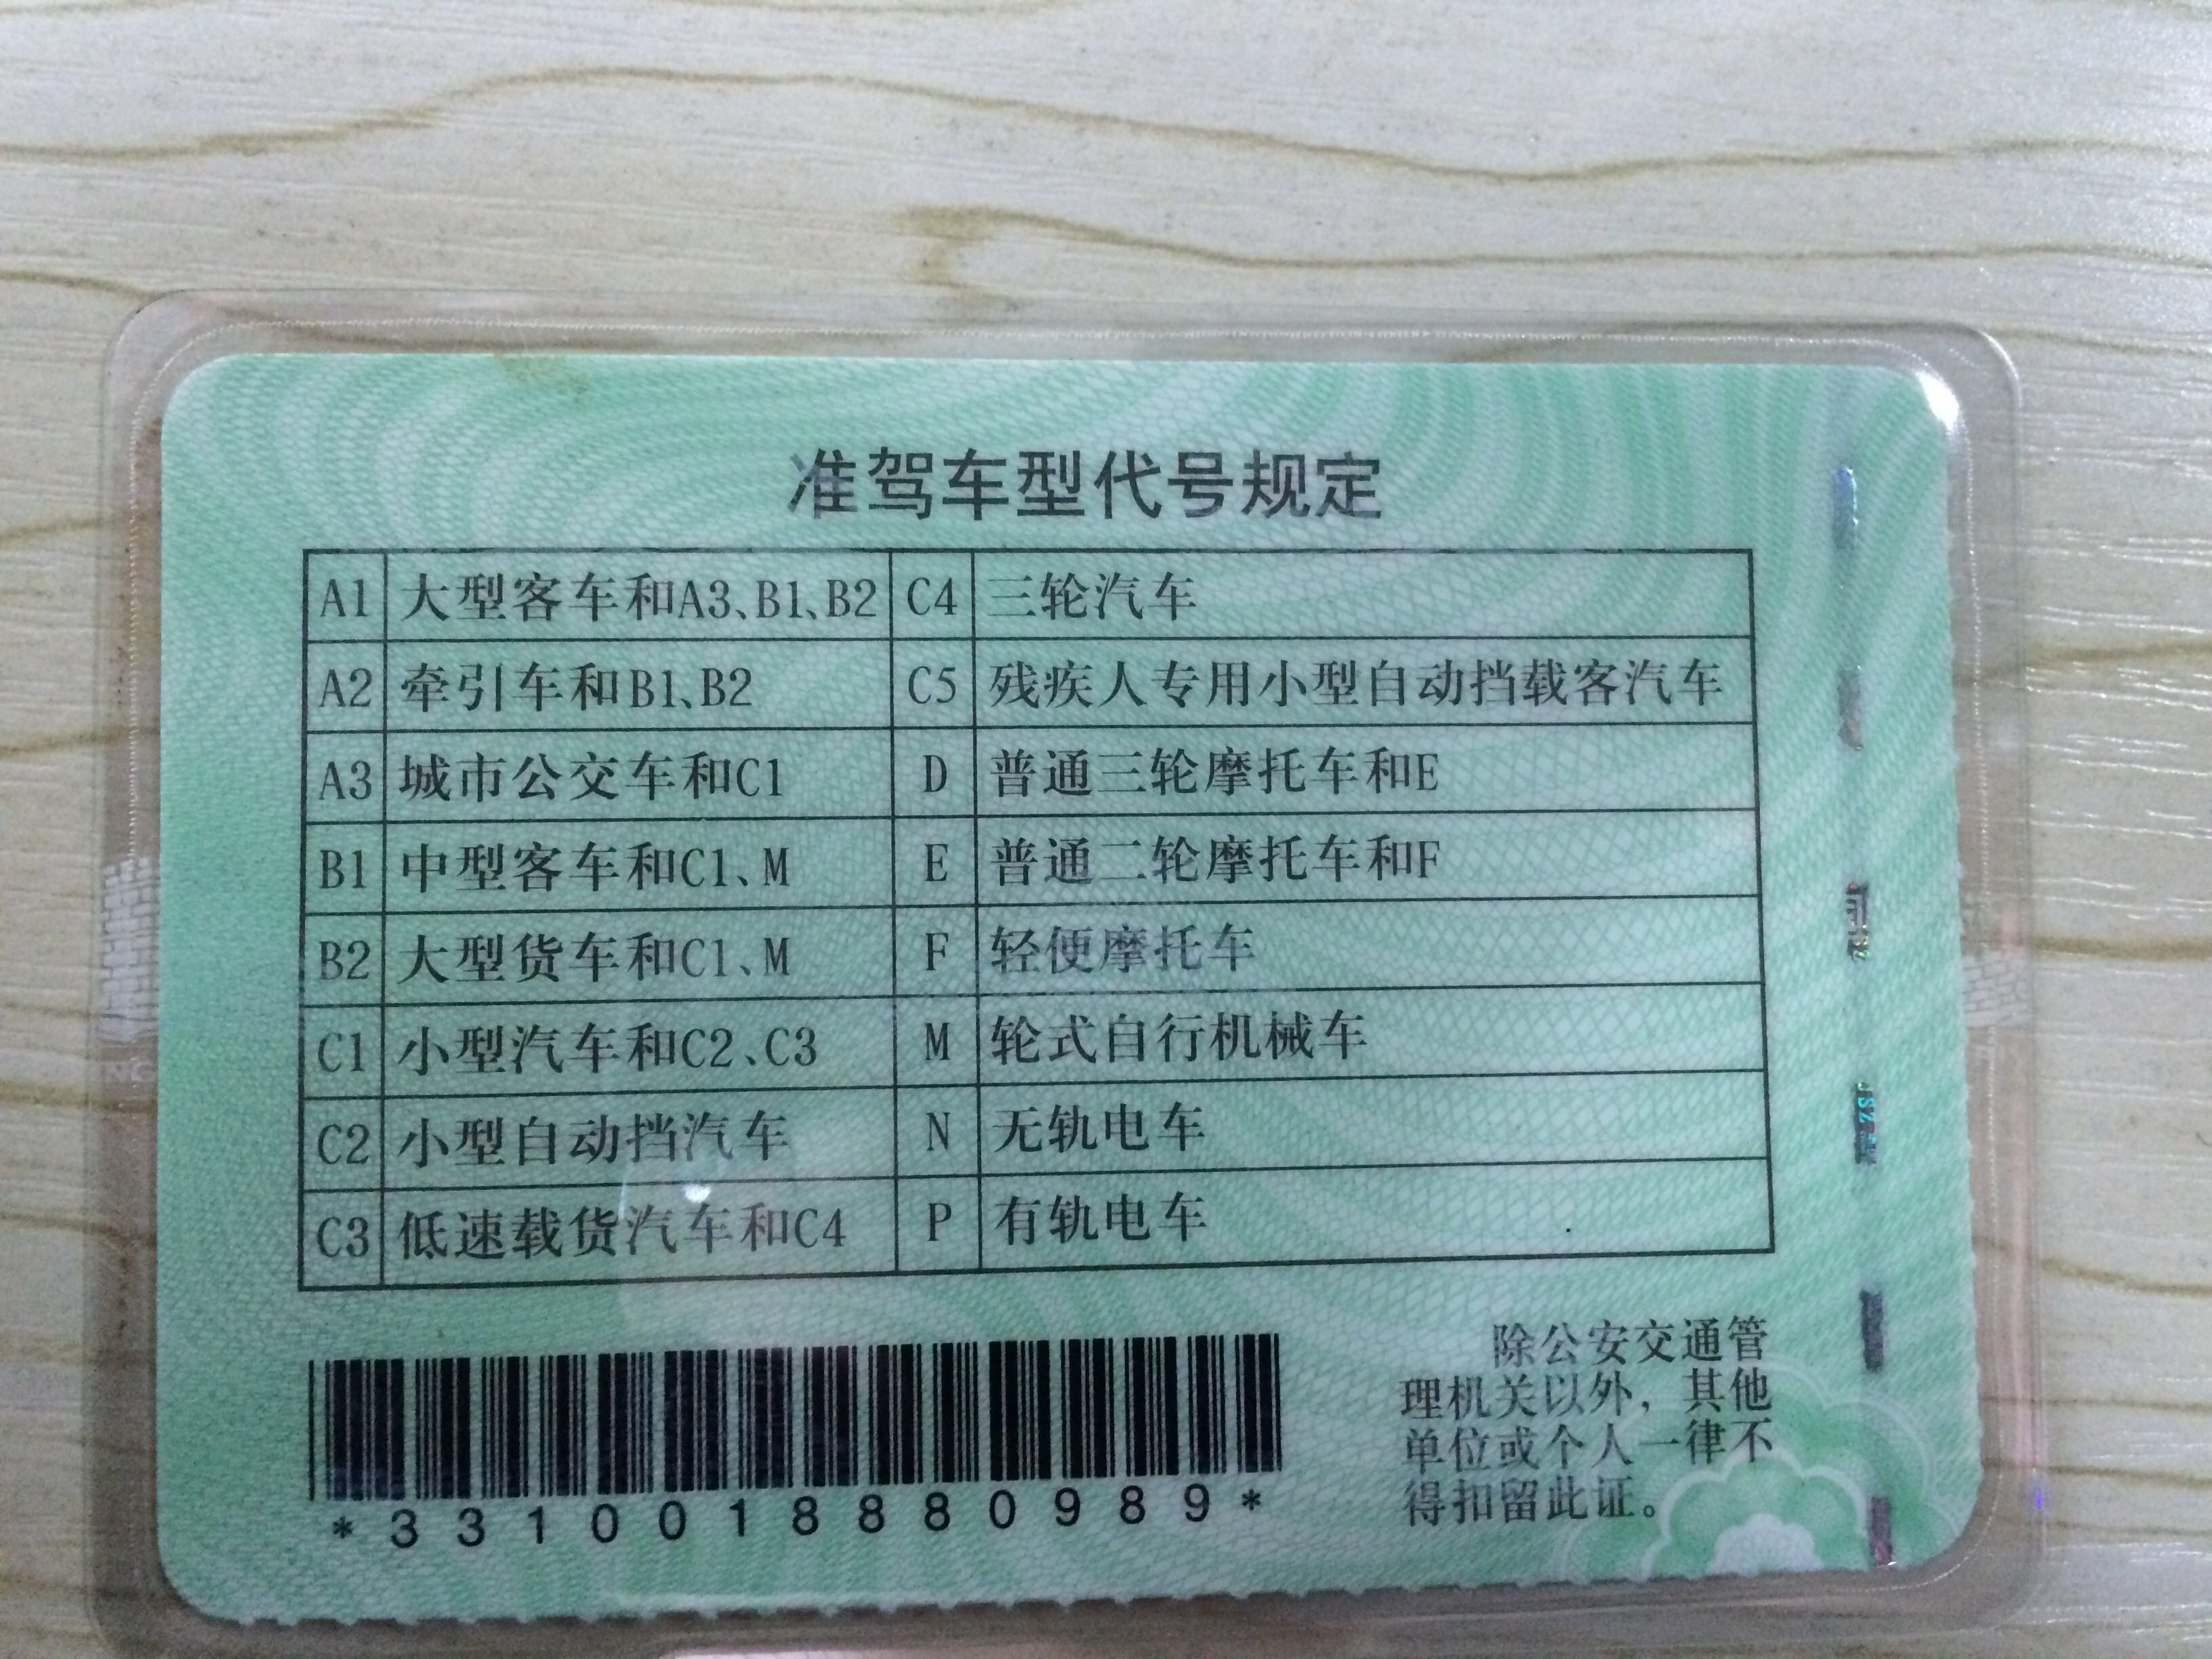 准驾车型代号规定
A1 大型客车和A3、B1、B2 C4 三轮汽车
A2 牵引车和B1、B2 C5 残疾人专用小型自动挡载客汽车
A3 城市公交车和C1 D 普通三轮摩托车和E
B1 中型客车和C1、M E 普通二轮摩托车和F
B2 大型货车和C1、M F 轻便摩托车
C1 小型汽车和C2、C3 M 轮式自行机械车
C2 小型自动挡汽车 N 无轨电车
C3 低速载货汽车和C4 P 有轨电车
*3310018880989*
除公安交通管
理机关以外，其他
单位或个人一律不
得扣留此证。